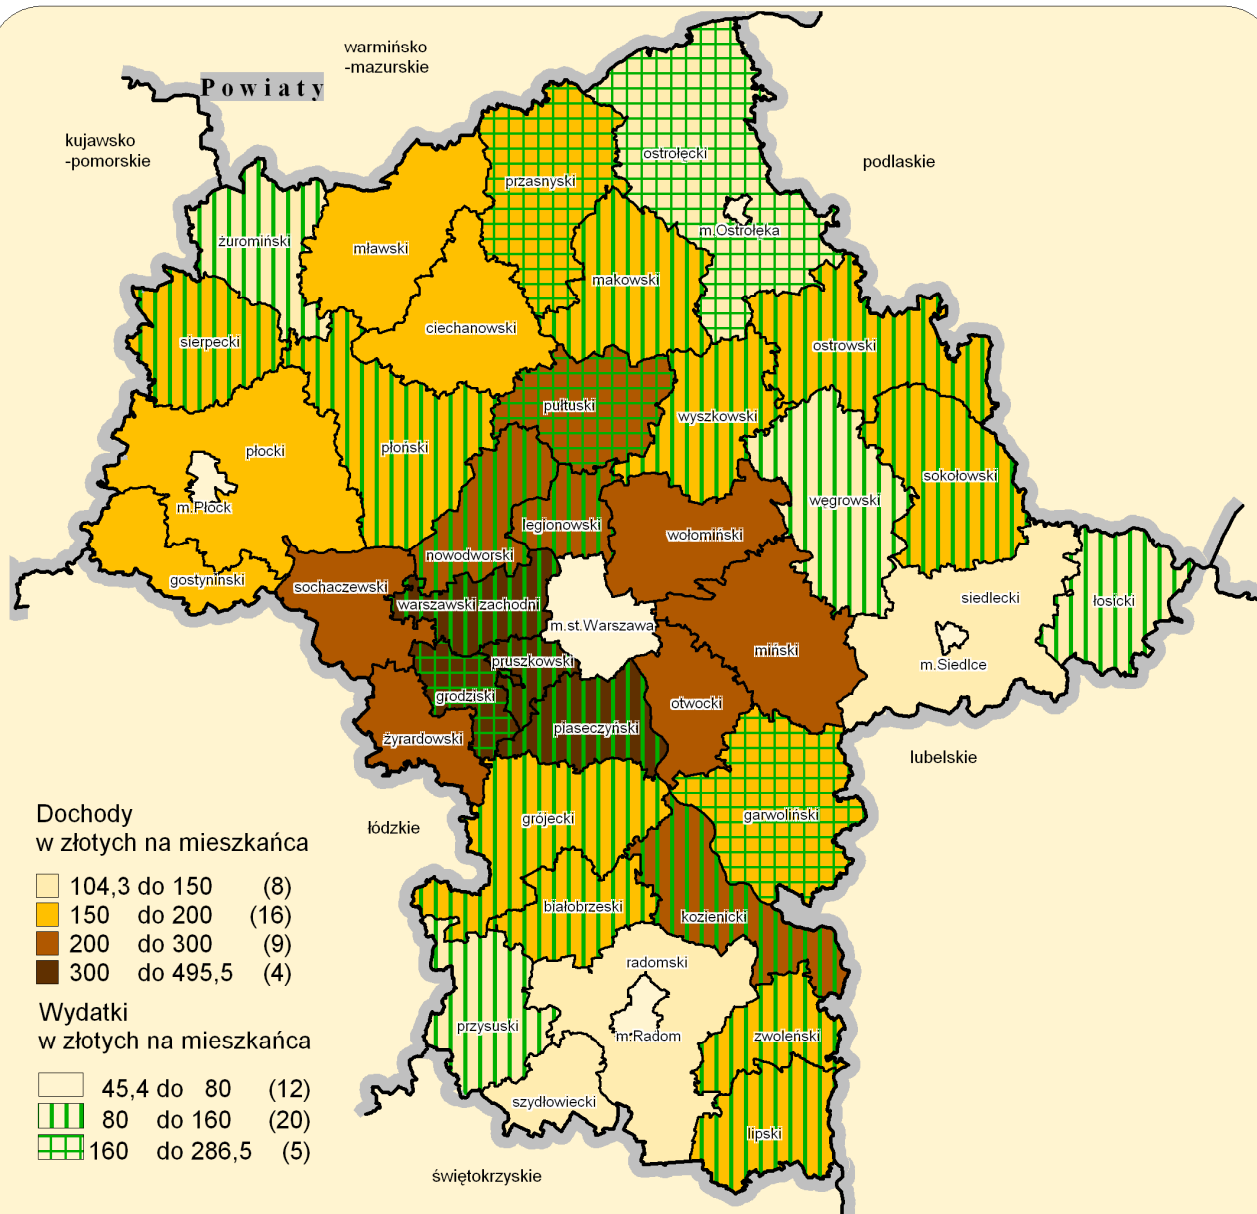 warmińsko
-mazurskie
Powiaty
kujawsko
-pomorskie
podlaskie
ostrołęcki
przasnyski
m.Ostrołęka
żuromiński
mławski
makowski
ciechanowski
sierpecki
ostrowski
pułtuski
wyszkowski
płoński
płocki
sokołowski
węgrowski
m.Płock
legionowski
wołomiński
nowodworski
gostyniński
sochaczewski
siedlecki
łosicki
warszawski zachodni
m.st.Warszawa
miński
m.Siedlce
pruszkowski
grodziski
otwocki
piaseczyński
żyrardowski
lubelskie
garwoliński
grójecki
łódzkie
Dochody
w złotych na mieszkańca
104,3 do 150 (8)
150 do 200 (16)
200 do 300 (9)
300 do 495,5 (4)
białobrzeski
kozienicki
radomski
Wydatki
w złotych na mieszkańca
45,4 do 80 (12)
80 do 160 (20)
160 do 286,5 (5)
przysuski
m.Radom
zwoleński
szydłowiecki
lipski
świętokrzyskie